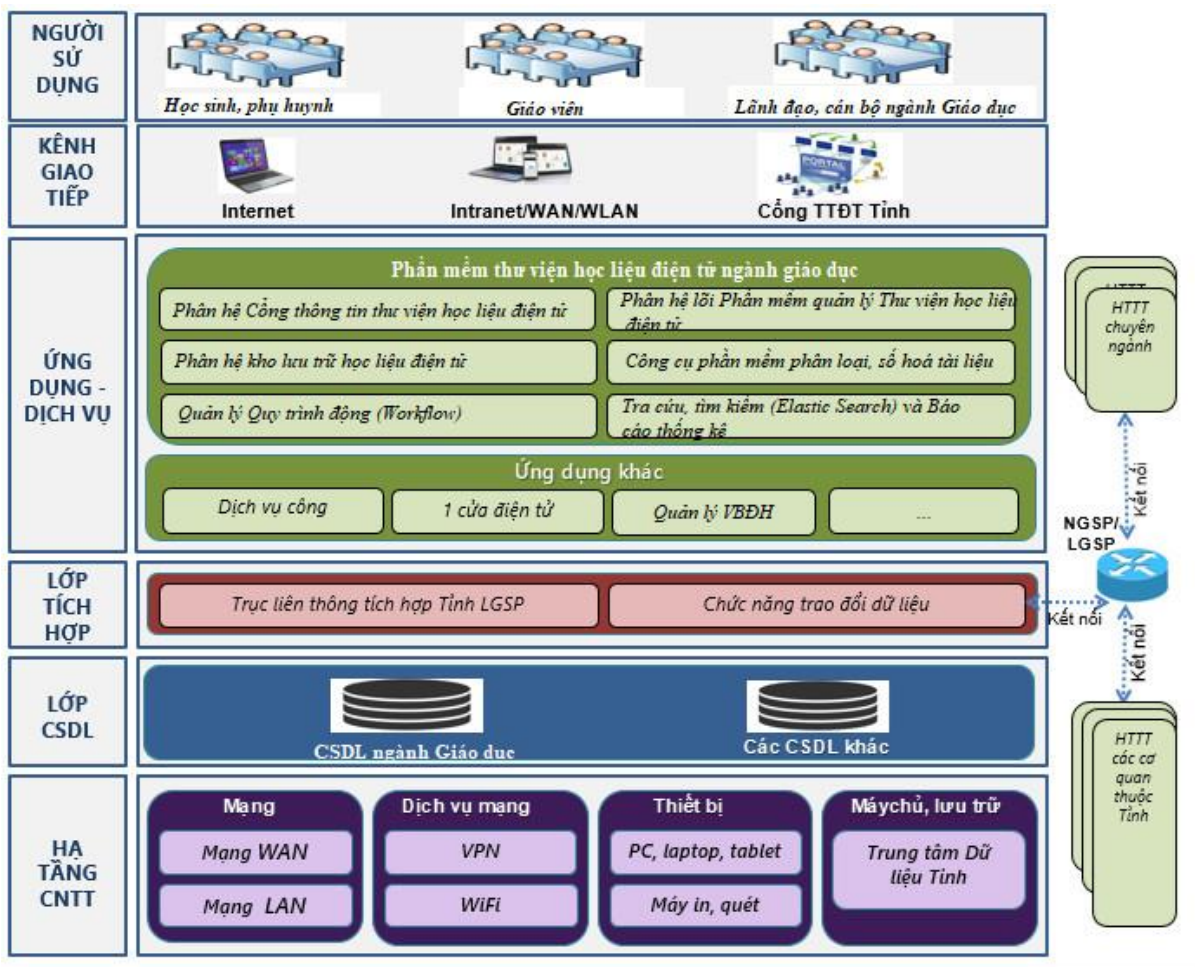 NGƯỜI
SỬ
DỤNG
Học sinh, phụ huynh
Giáo viên
Lãnh đạo, cán bộ ngành Giáo dục
KÊNH
GIAO
TIẾP
Internet
Intranet/WAN/WLAN
PORTAL
Cổng TTĐT Tỉnh
ỨNG
DỤNG -
DỊCH VỤ
Phần mềm thư viện học liệu điện tử ngành giáo dục
Phân hệ Cổng thông tin thư viện học liệu điện tử
Phân hệ lõi Phần mềm quản lý Thư viện học liệu
điện tử
Phân hệ kho lưu trữ học liệu điện tử
Công cụ phần mềm phân loại, số hoá tài liệu
Quản lý Quy trình động (Workflow)
Tra cứu, tìm kiếm (Elastic Search) và Báo
cáo thống kê
Ứng dụng khác
Dịch vụ công
1 cửa điện tử
Quản lý VBĐH
...
LỚP
TÍCH
HỢP
Trục liên thông tích hợp Tỉnh LGSP
Chức năng trao đổi dữ liệu
LỚP
CSDL
CSDL ngành Giáo dục
Các CSDL khác
HẠ
TẦNG
CNTT
Mạng
Mạng WAN
Mạng LAN
Dịch vụ mạng
VPN
WiFi
Thiết bị
PC, laptop, tablet
Máy in, quét
Máychủ, lưu trữ
Trung tâm Dữ
liệu Tỉnh
HTTT
HTTT
chuyên
ngành
Kết nối
NGSP/
LGSP
Kết nối
Kết nối
HTTT
các cơ
quan
thuộc
Tỉnh